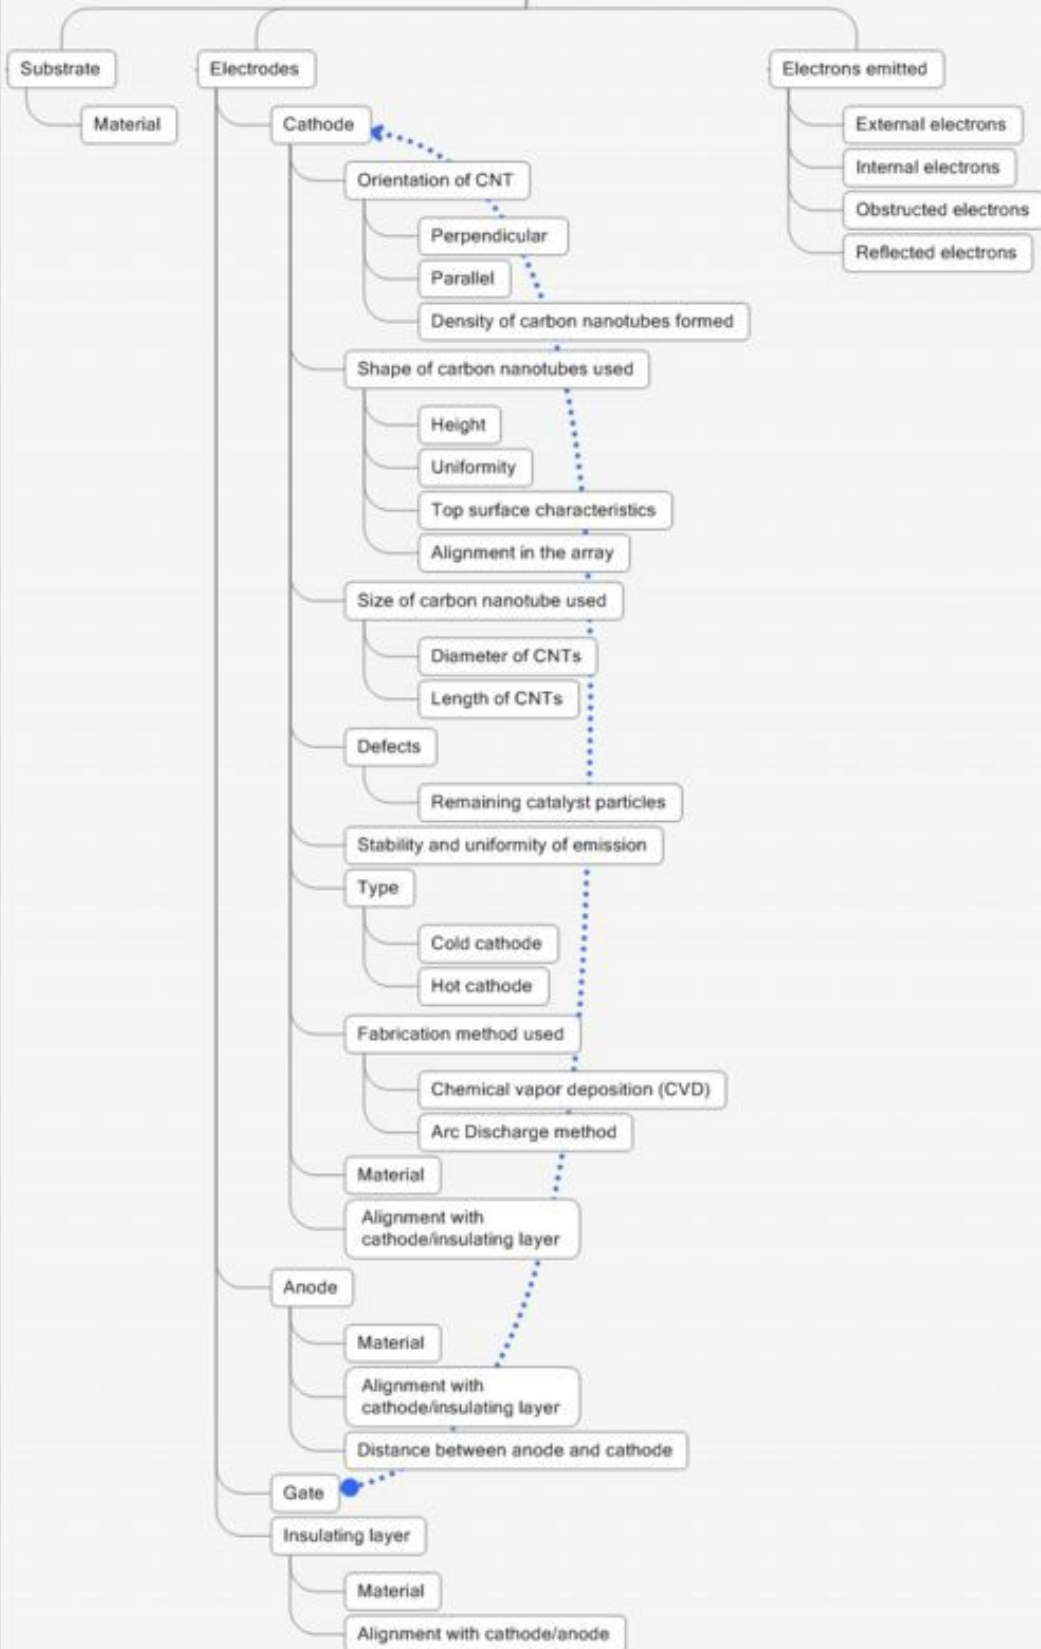 Substrate
Material
Electrodes
Cathode
Orientation of CNT
Perpendicular
Parallel
Density of carbon nanotubes formed
Shape of carbon nanotubes used
Height
Uniformity
Top surface characteristics
Alignment in the array
Size of carbon nanotube used
Diameter of CNTs
Length of CNTs
Defects
Remaining catalyst particles
Stability and uniformity of emission
Type
Cold cathode
Hot cathode
Fabrication method used
Chemical vapor deposition (CVD)
Arc Discharge method
Material
Alignment with
cathode/insulating layer
Anode
Material
Alignment with
cathode/insulating layer
Distance between anode and cathode
Gate
Insulating layer
Material
Alignment with cathode/anode
Electrons emitted
External electrons
Internal electrons
Obstructed electrons
Reflected electrons